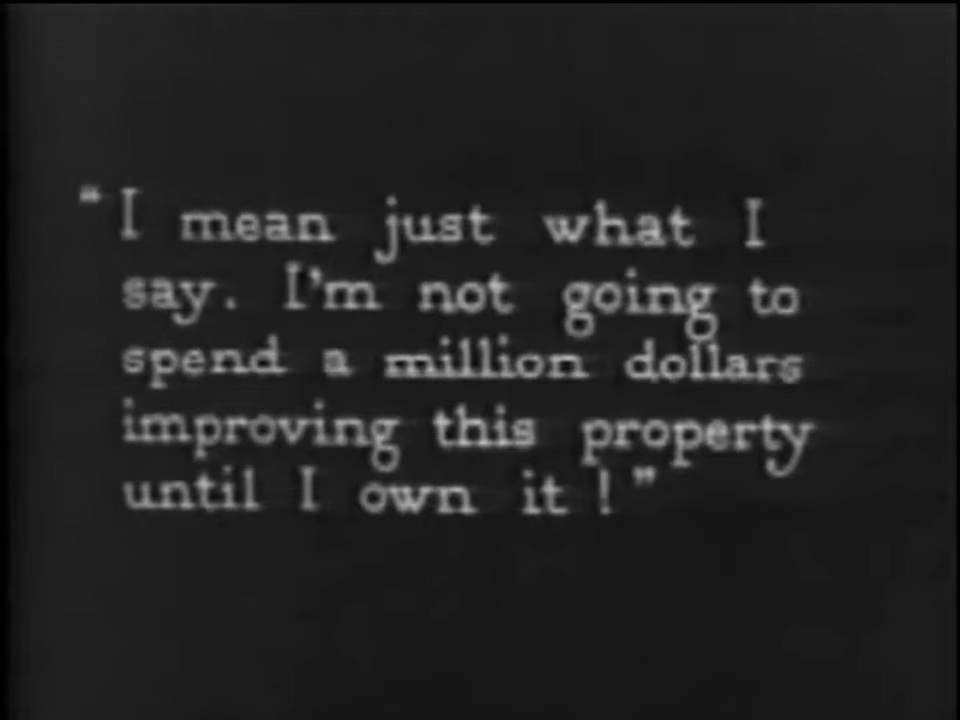 “I mean just what I
say. I'm not going to
spend a million dollars
improving this property
until I own it!”